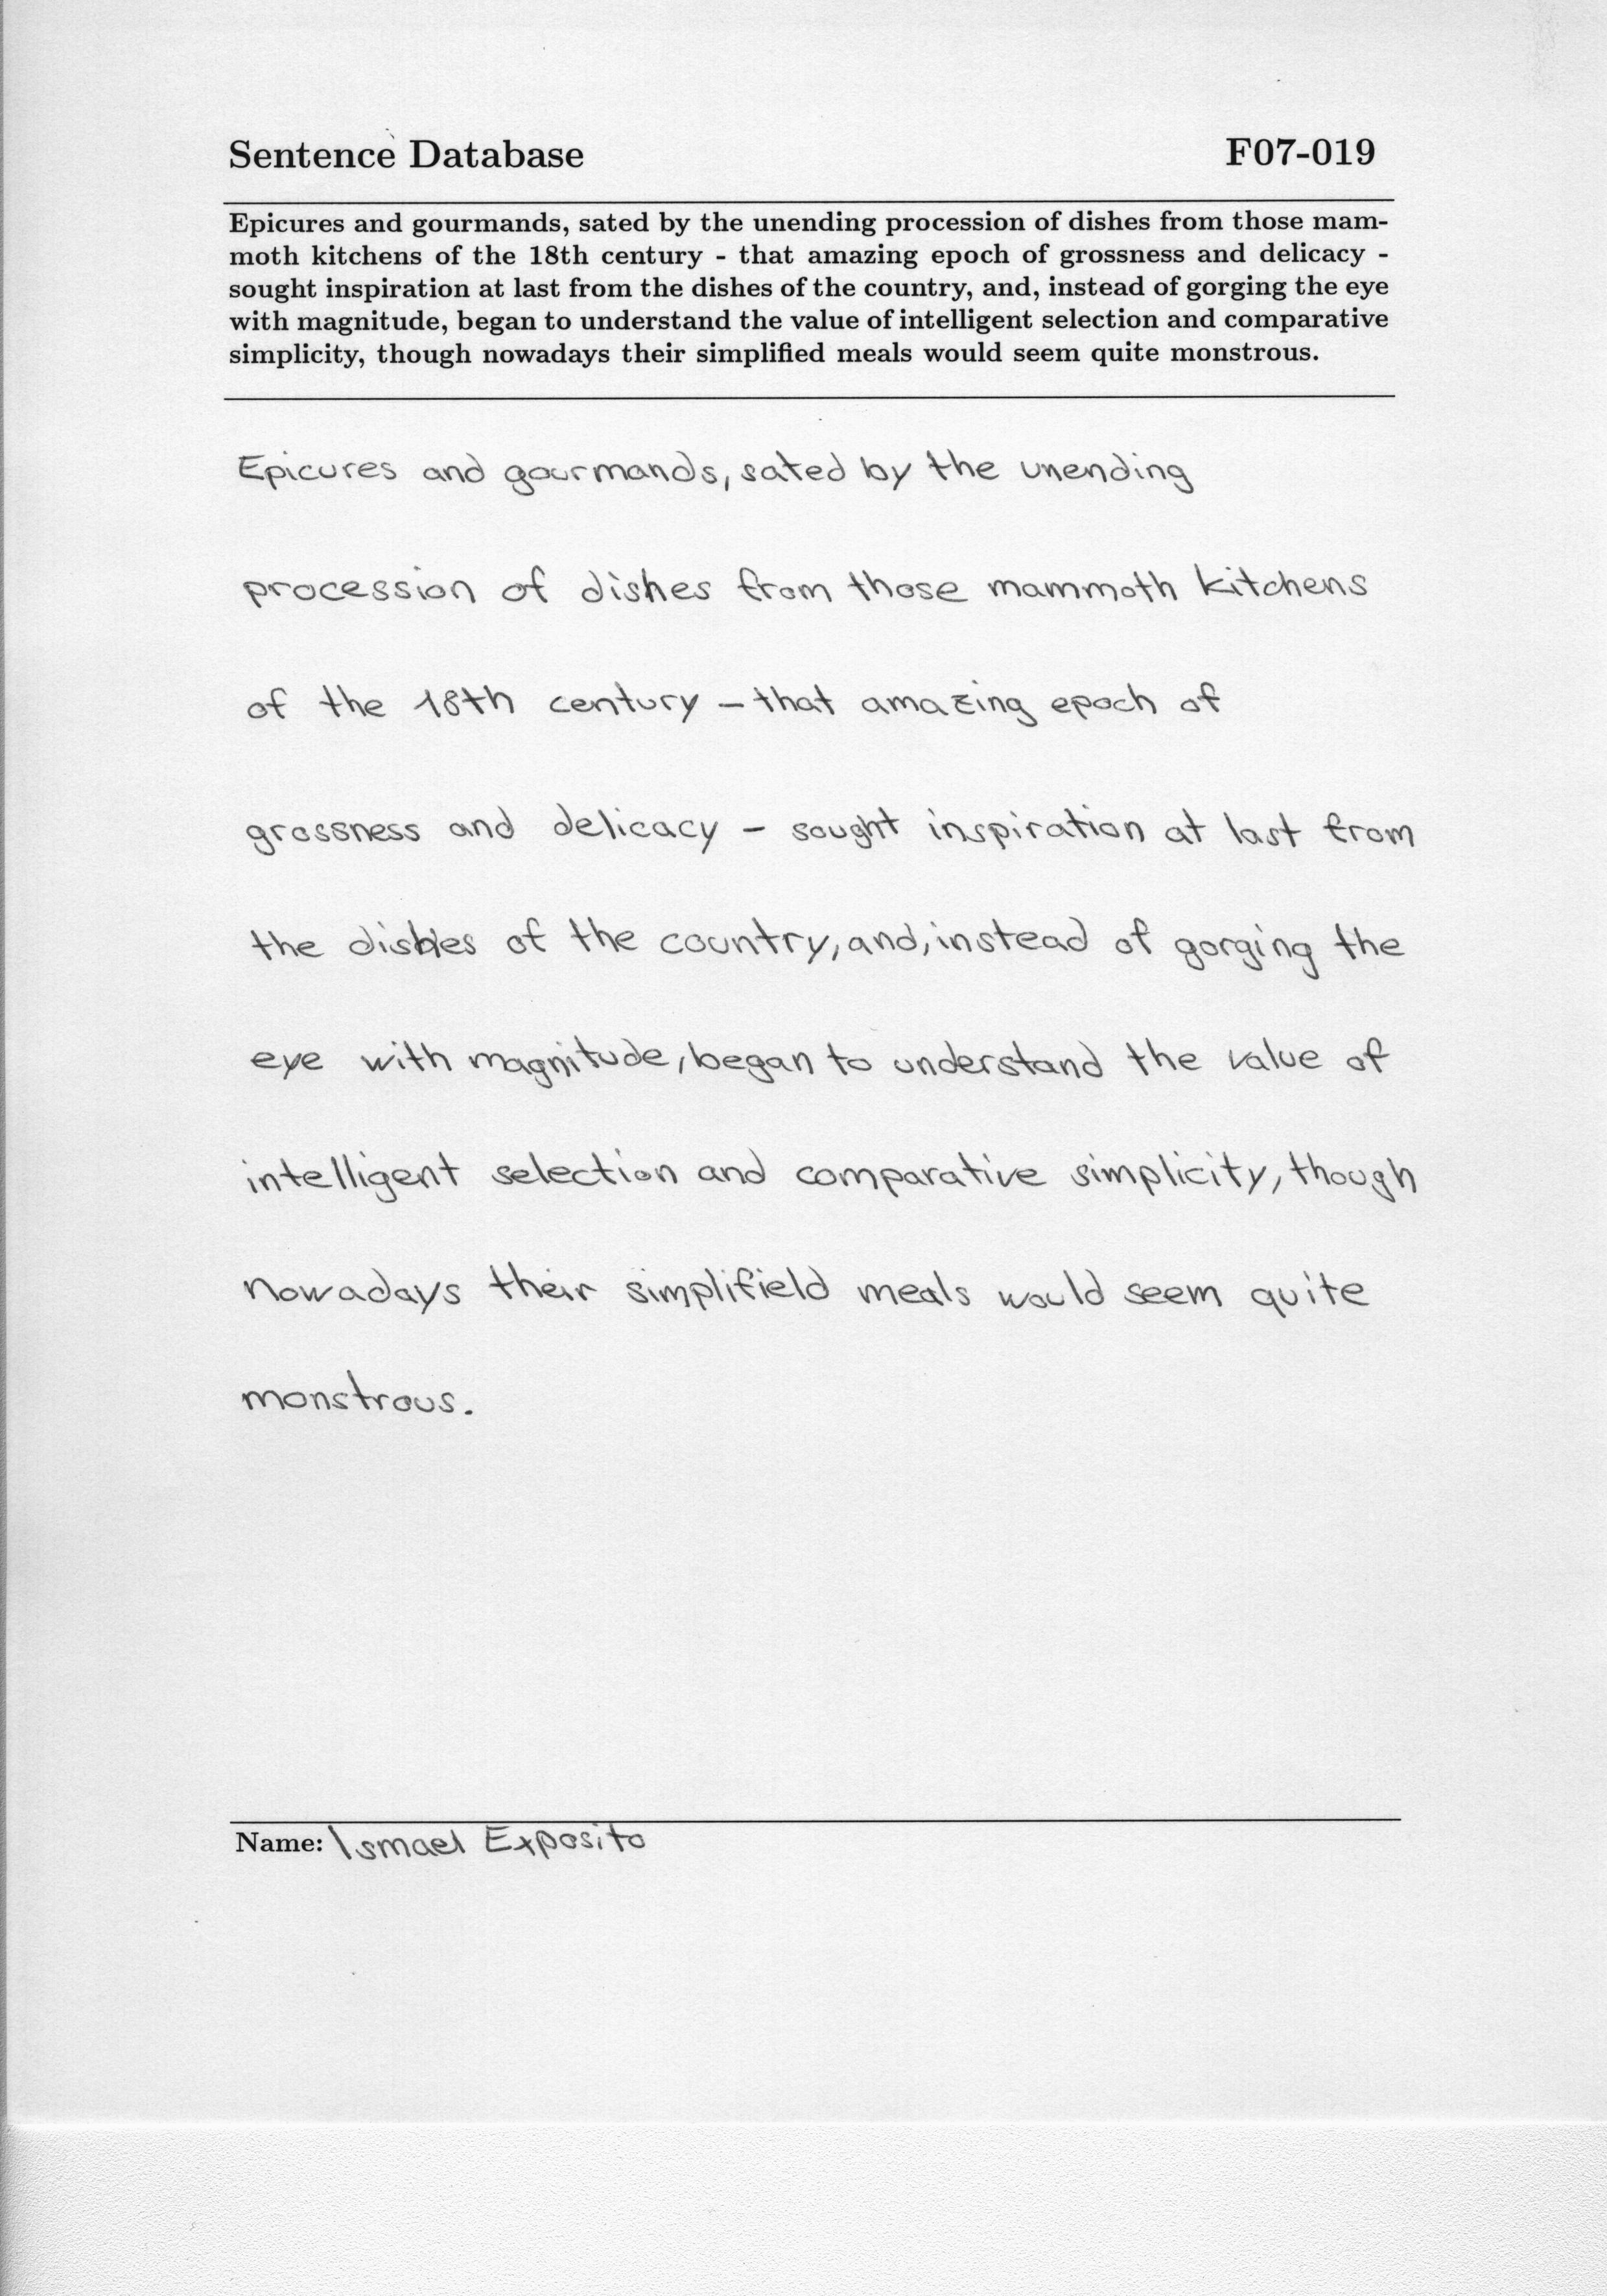 Sentence Database F07-019
Epicures and gourmands, sated by the unending procession of dishes from those mam-
moth kitchens of the 18th century - that amazing epoch of grossness and delicacy -
sought inspiration at last from the dishes of the country, and, instead of gorging the eye
with magnitude, began to understand the value of intelligent selection and comparative
simplicity, though nowadays their simplified meals would seem quite monstrous.
Epicures and gourmands, sated by the unending
procession of dishes from those mammoth kitchens
of the 18th century - that amazing epoch of
grossness and delicacy - sought inspiration at last from
the dishes of the country, and, instead of gorging the
eye with magnitude, began to understand the value of
intelligent selection and comparative simplicity, though
nowadays their simplifield meals would seem quite
monstrous.
Name: Ismael Exposito